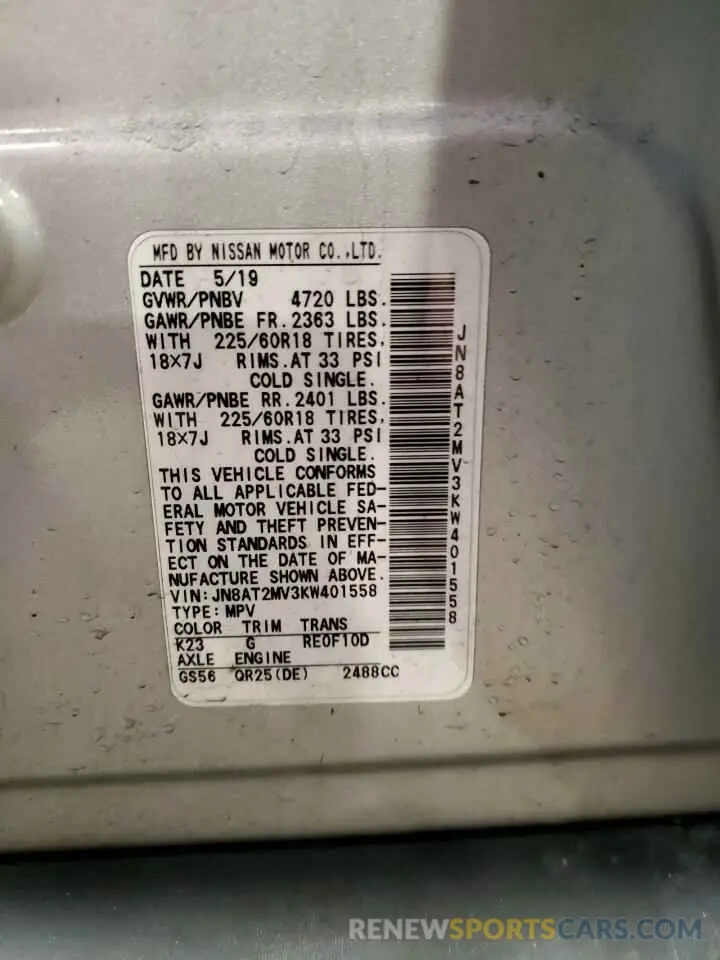 MFD BY NISSAN MOTOR CO.,LTD.
DATE 5/19
GVWR/PNBV 4720 LBS.
GAWR/PNBE FR. 2363 LBS.
WITH 225/60R18 TIRES.
18X7J RIMS.AT 33 PSI
COLD SINGLE.
GAWR/PNBE RR. 2401 LBS.
WITH 225/60R18 TIRES.
18X7J RIMS.AT 33 PSI
COLD SINGLE.
THIS VEHICLE CONFORMS
TO ALL APPLICABLE FED-
ERAL MOTOR VEHICLE SA-
FETY AND THEFT PREVEN-
TION STANDARDS IN EFF-
ECT ON THE DATE OF MA-
NUFACTURE SHOWN ABOVE.
VIN: JN8AT2MV3KW401558
TYPE: MPV
COLOR TRIM TRANS
K23 G RE0F10D
AXLE ENGINE
GS56 QR25(DE) 2488CC
JN8AT2MV3KW401558
RENEWSPORTSCARS.COM